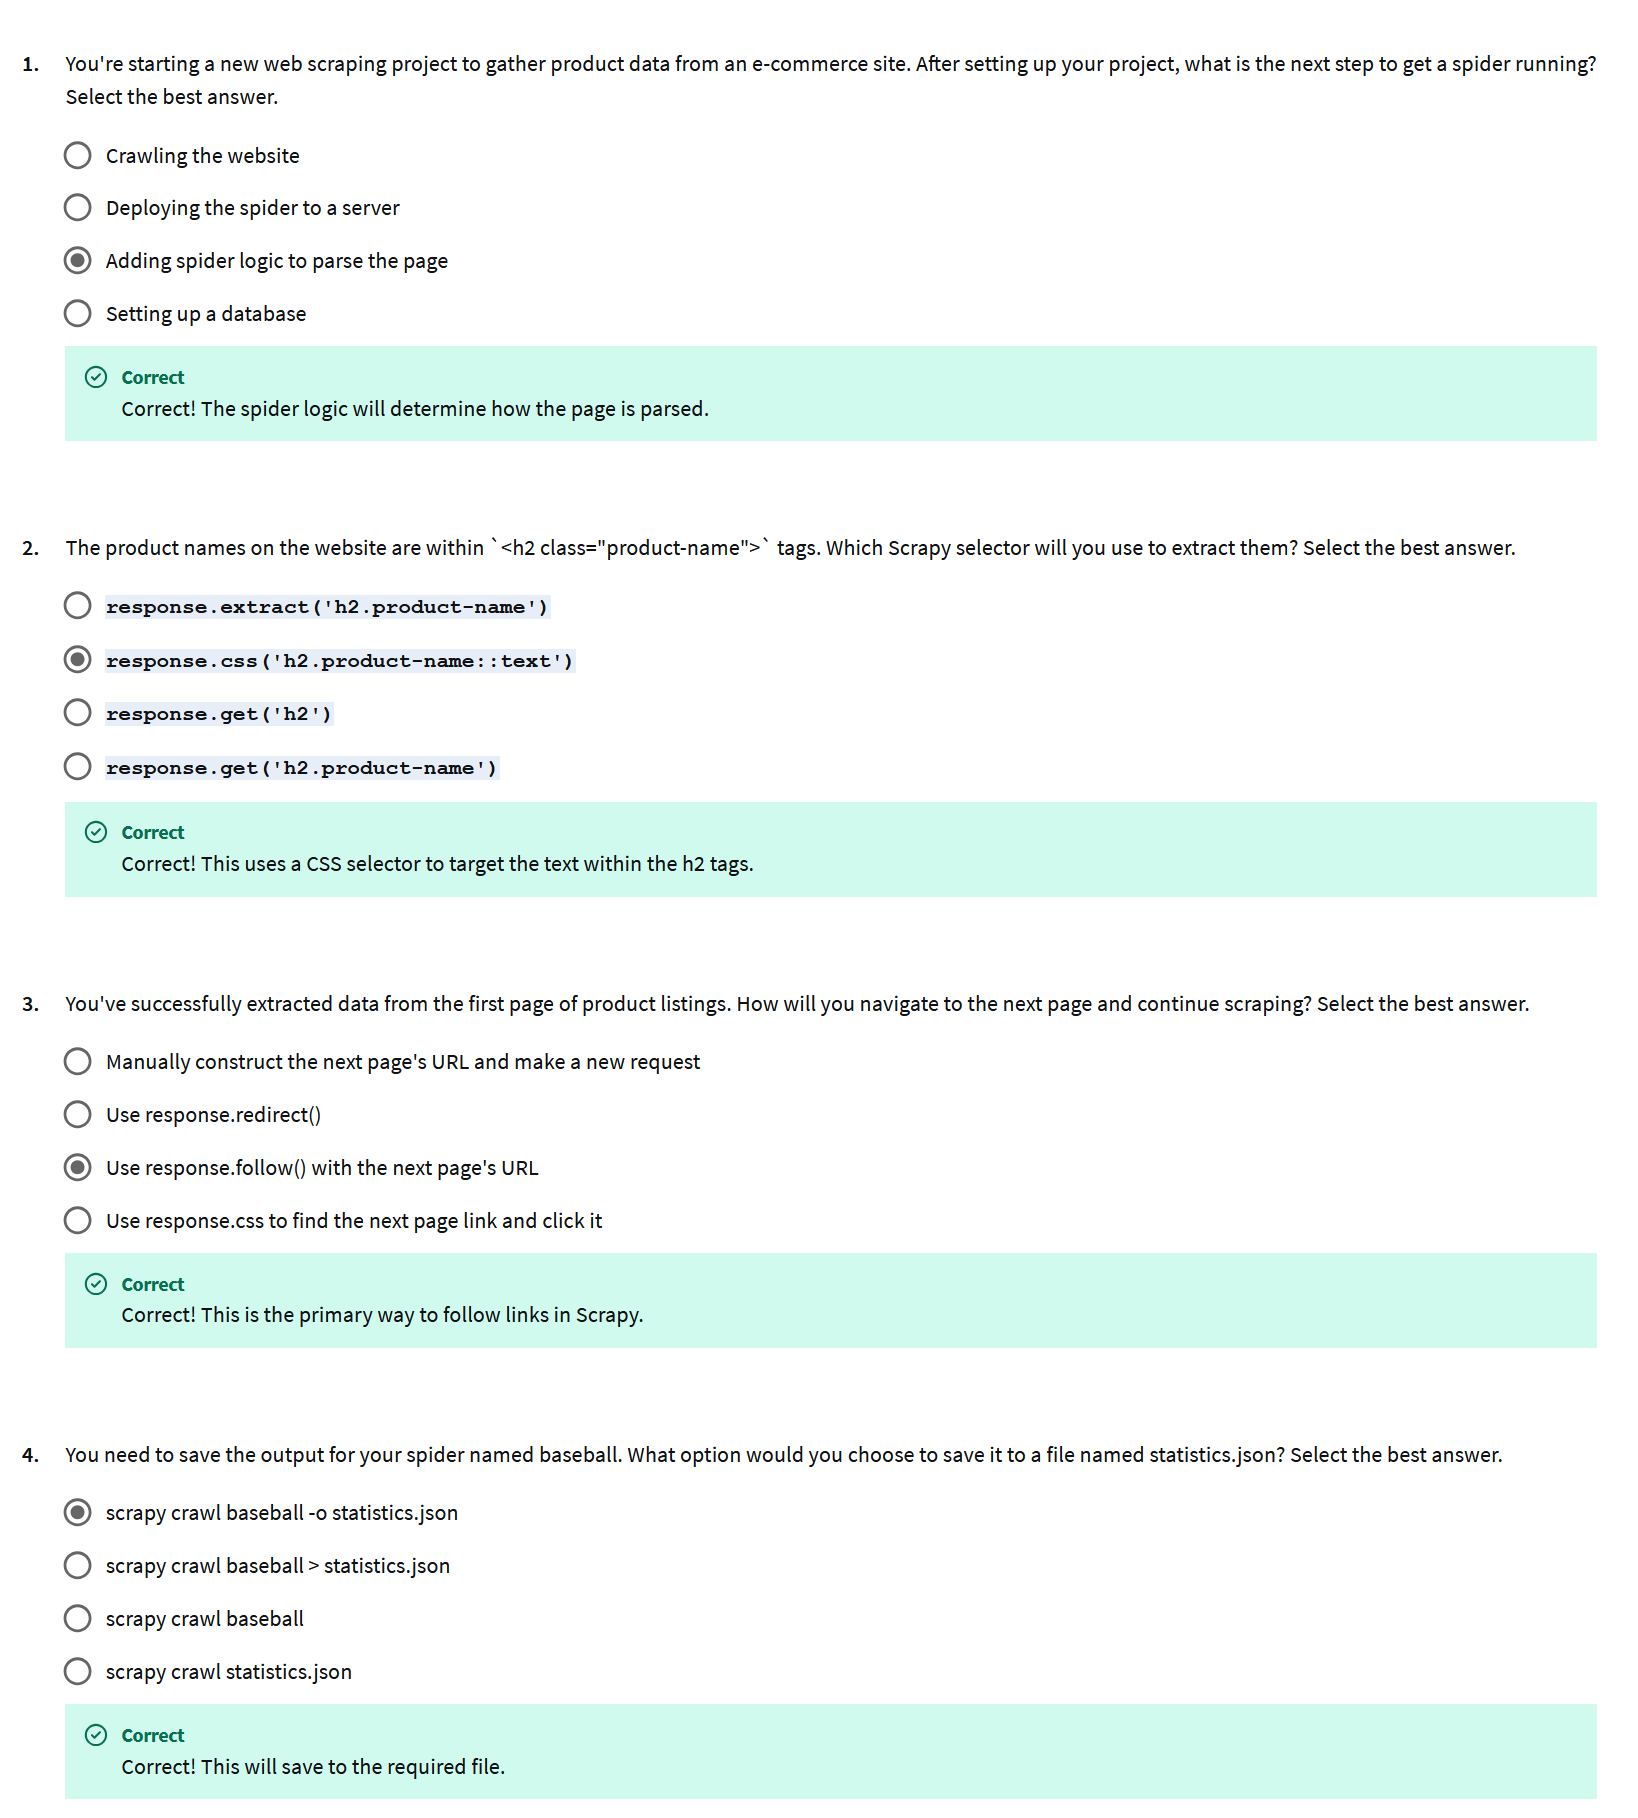 1. You're starting a new web scraping project to gather product data from an e-commerce site. After setting up your project, what is the next step to get a spider running?
Select the best answer.
Crawling the website
Deploying the spider to a server
Adding spider logic to parse the page
Setting up a database
Correct
Correct! The spider logic will determine how the page is parsed.
2. The product names on the website are within `<h2 class="product-name">` tags. Which Scrapy selector will you use to extract them? Select the best answer.
response.extract('h2.product-name')
response.css('h2.product-name::text')
response.get('h2')
response.get('h2.product-name')
Correct
Correct! This uses a CSS selector to target the text within the h2 tags.
3. You've successfully extracted data from the first page of product listings. How will you navigate to the next page and continue scraping? Select the best answer.
Manually construct the next page's URL and make a new request
Use response.redirect()
Use response.follow() with the next page's URL
Use response.css to find the next page link and click it
Correct
Correct! This is the primary way to follow links in Scrapy.
4. You need to save the output for your spider named baseball. What option would you choose to save it to a file named statistics.json? Select the best answer.
scrapy crawl baseball -o statistics.json
scrapy crawl baseball > statistics.json
scrapy crawl baseball
scrapy crawl statistics.json
Correct
Correct! This will save to the required file.